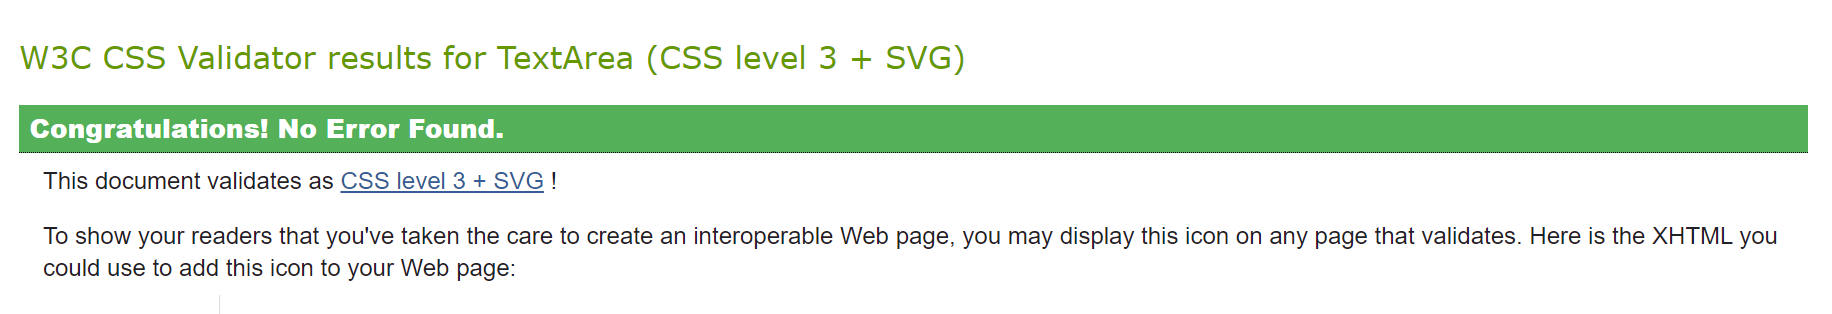 W3C CSS Validator results for TextArea (CSS level 3 + SVG)
Congratulations! No Error Found.
This document validates as CSS level 3 + SVG !
To show your readers that you've taken the care to create an interoperable Web page, you may display this icon on any page that validates. Here is the XHTML you
could use to add this icon to your Web page: